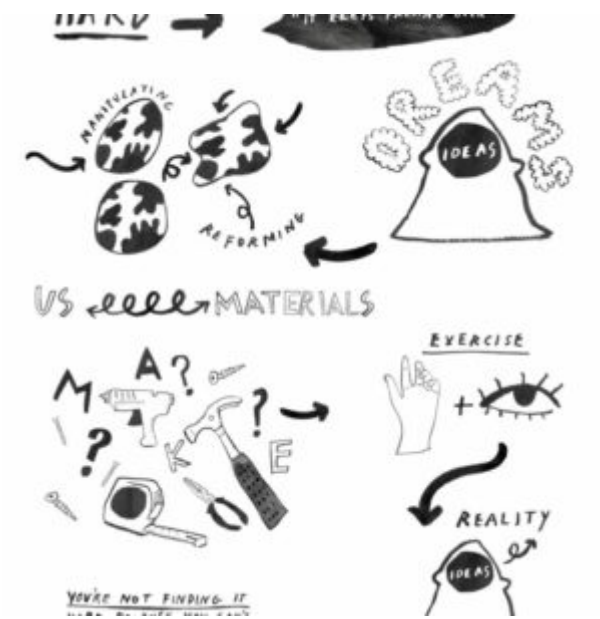 HARD
MANIPULATING
DREAMS
IDEAS
REFORMING
US MATERIALS
EXERCISE
M A ? ? ? K E
+
REALITY
IDEAS
YOU'RE NOT FINDING IT